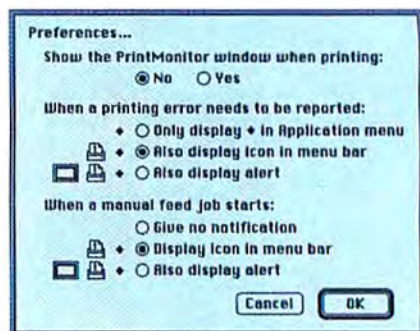 Preferences...
Show the PrintMonitor window when printing:
No Yes
When a printing error needs to be reported:
Only display ♦ in Application menu
Also display icon in menu bar
Also display alert
When a manual feed job starts:
Give no notification
Display icon in menu bar
Also display alert
Cancel OK